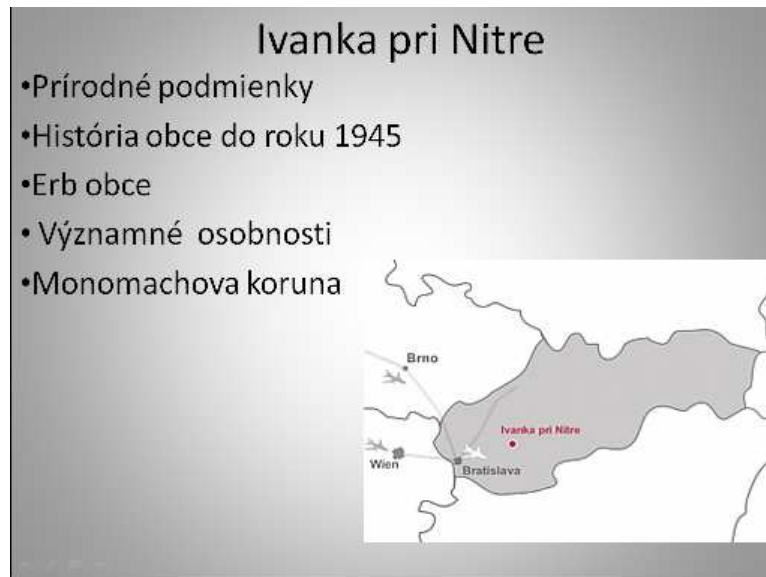 Ivanka pri Nitre
•Prírodné podmienky
•História obce do roku 1945
•Erb obce
• Významné osobnosti
•Monomachova koruna
Brno
Ivanka pri Nitre
Wien
Bratislava